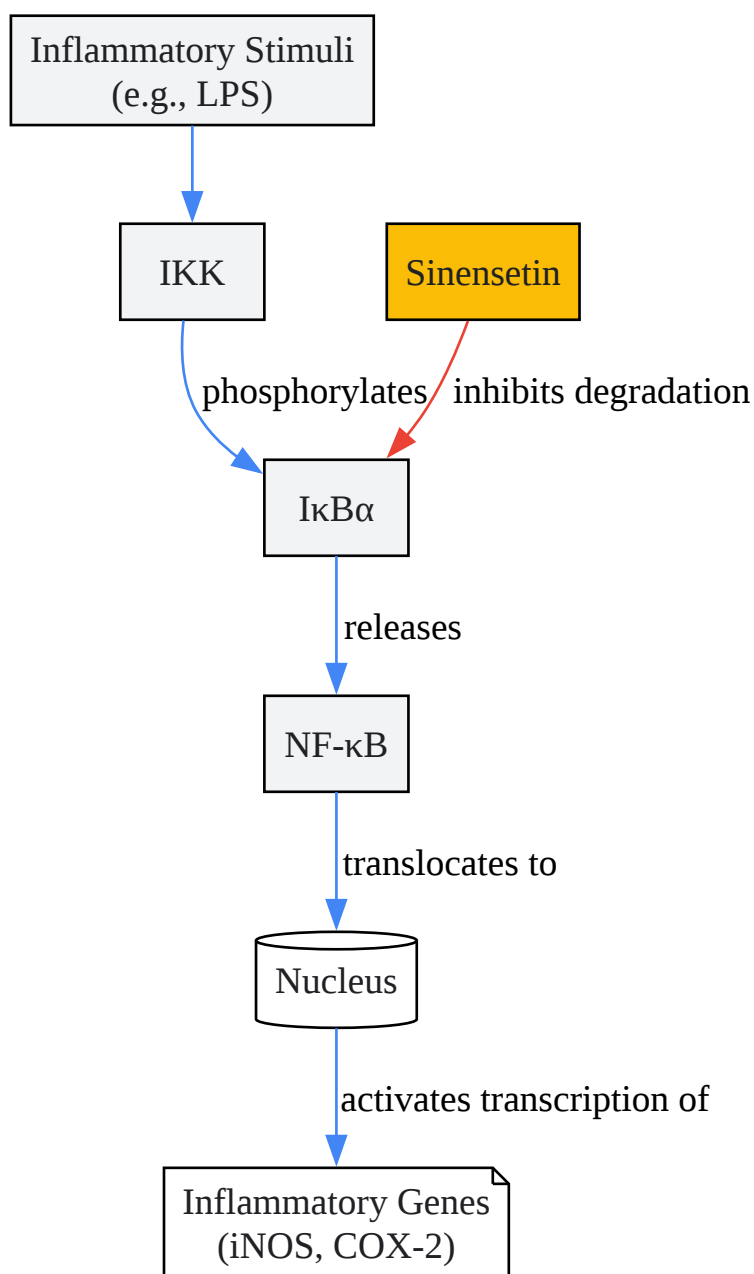 Inflammatory Stimuli
(e.g., LPS)
IKK
Sinensetin
phosphorylates
inhibits degradation
IκBα
releases
NF-κB
translocates to
Nucleus
activates transcription of
Inflammatory Genes
(iNOS, COX-2)